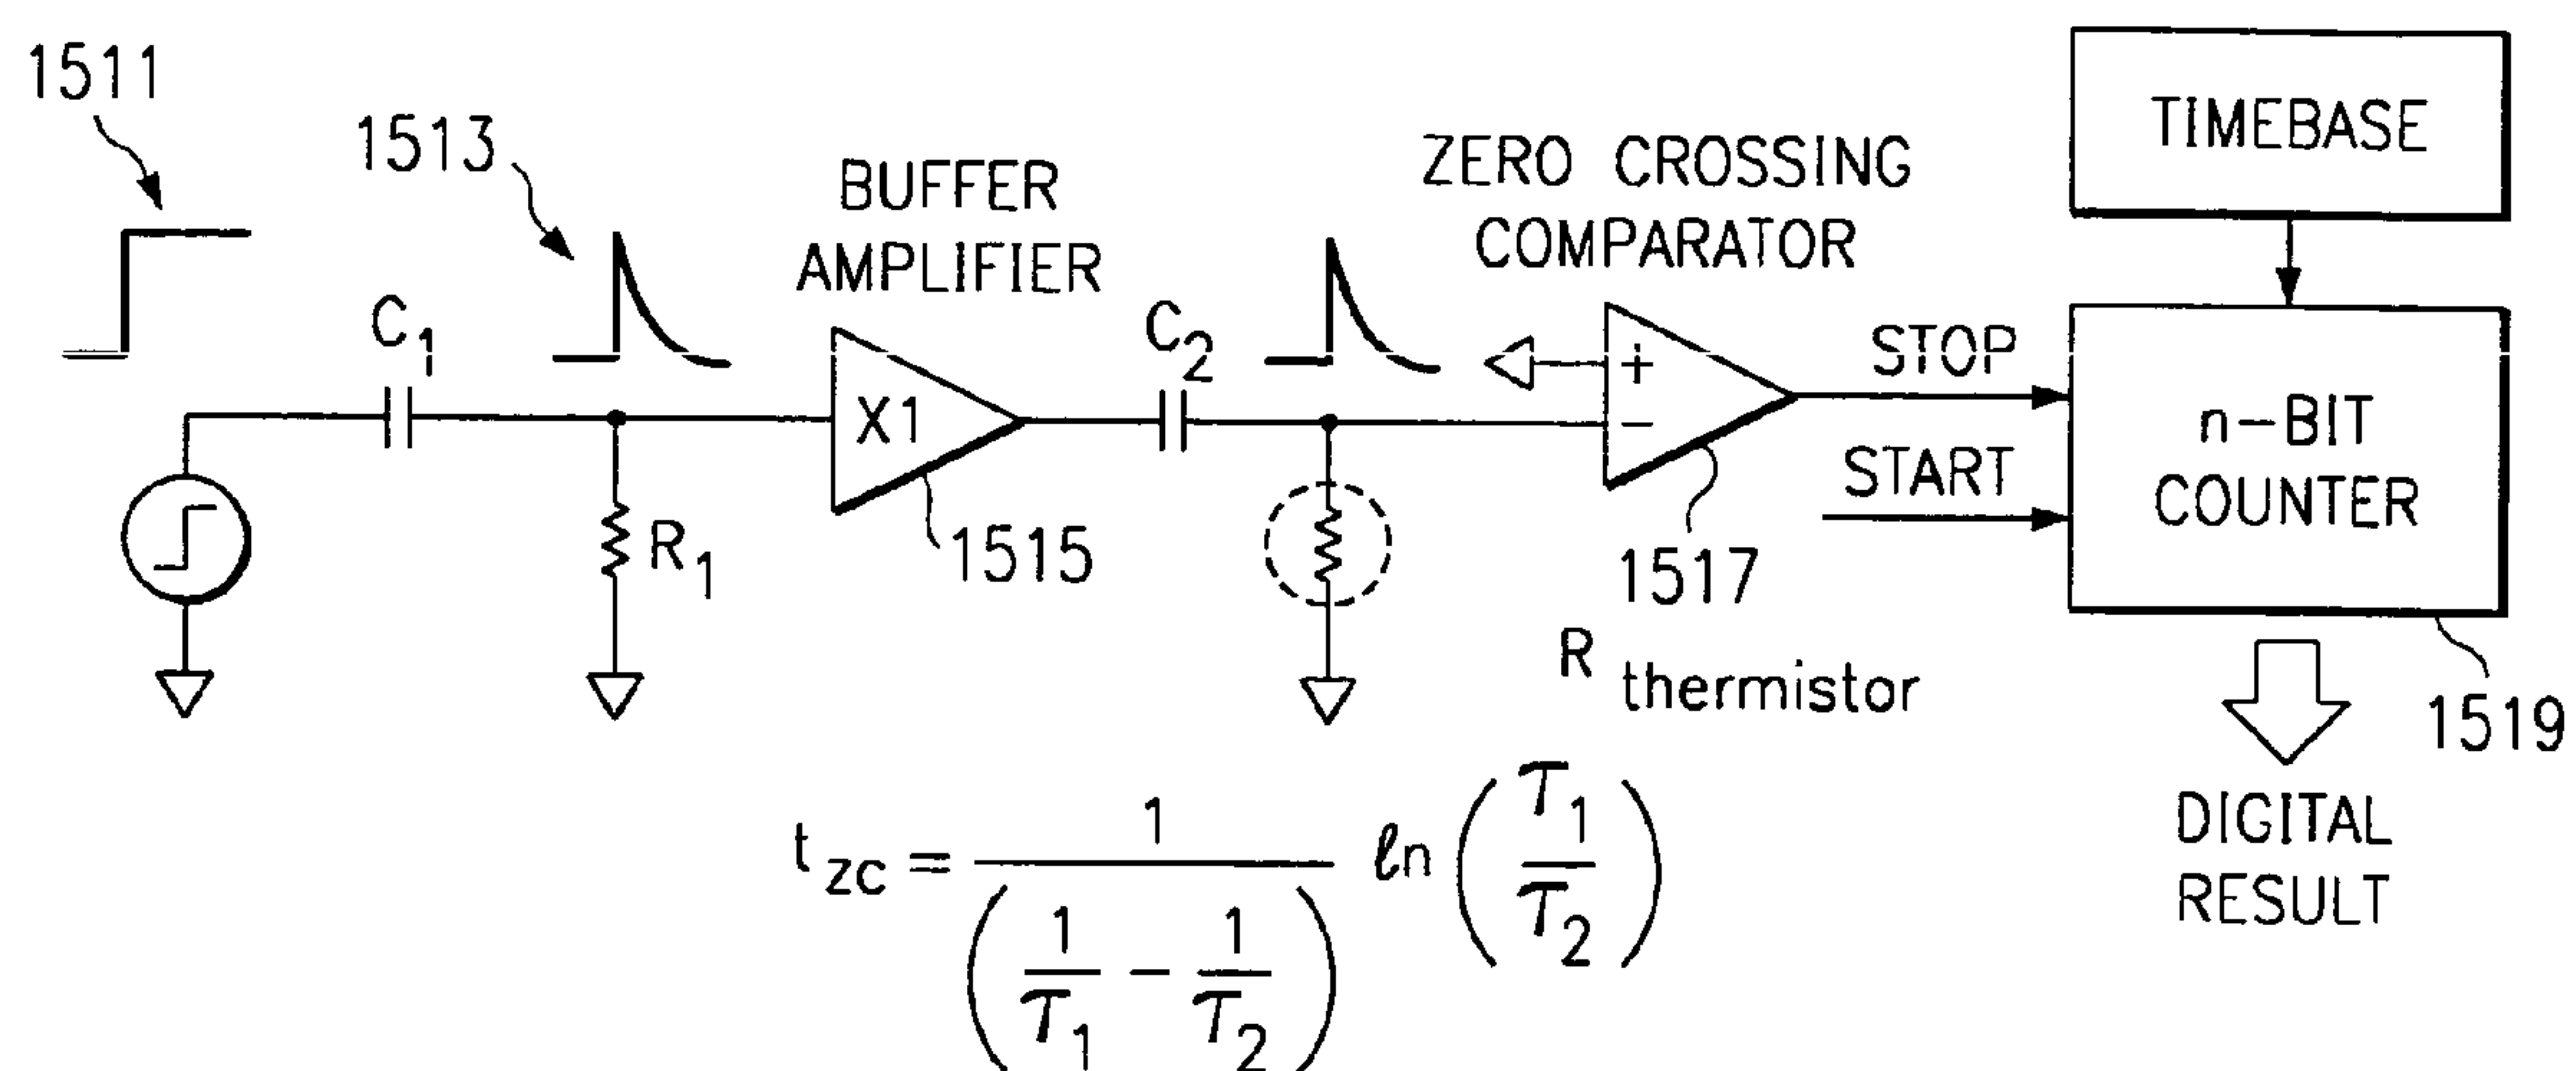 1511
1513
BUFFER
AMPLIFIER
ZERO CROSSING
COMPARATOR
TIMEBASE
C1
C2
X1
+
−
STOP
START
n-BIT
COUNTER
R1
1515
1517
R thermistor
1519
DIGITAL
RESULT
t_zc = 1 / (1/τ1 − 1/τ2) ℓn (τ1/τ2)